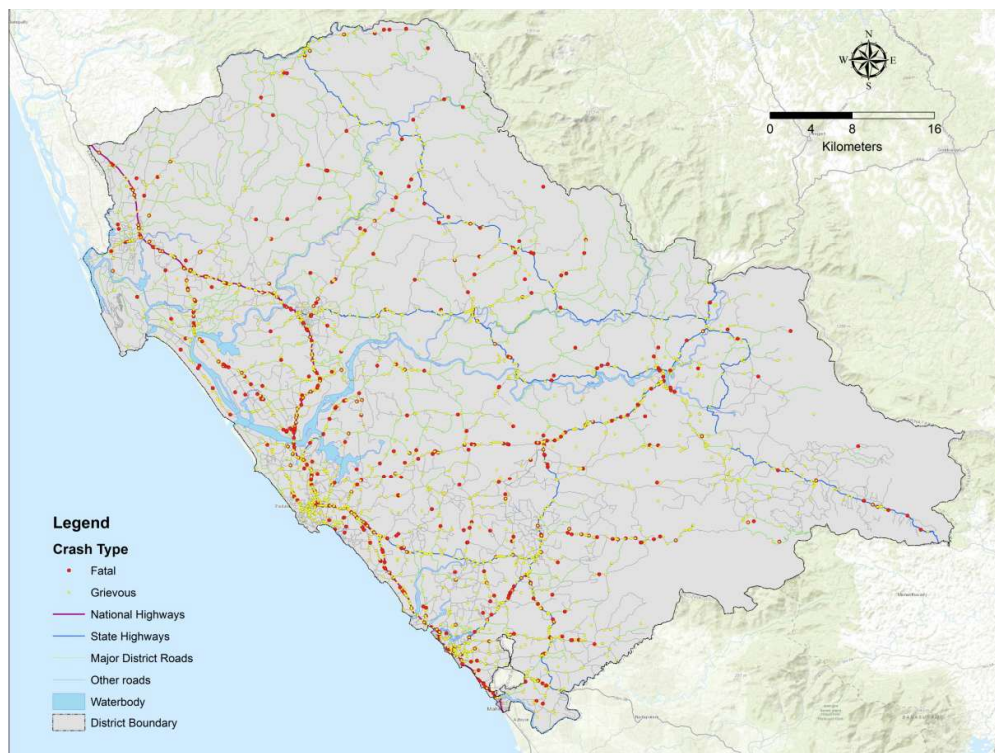 N
W E
S
0 4 8 16
Kilometers
Legend
Crash Type
Fatal
Grievous
National Highways
State Highways
Major District Roads
Other roads
Waterbody
District Boundary